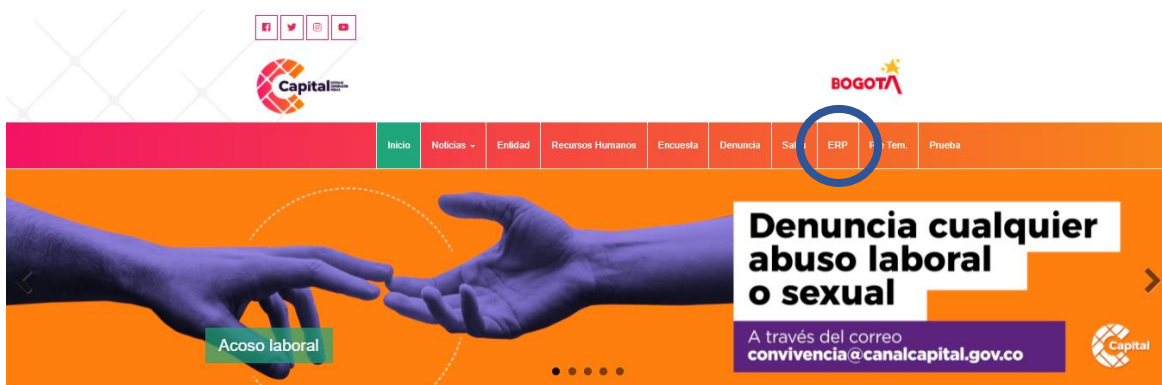 Capital
BOGOTA
Inicio Noticias Entidad Recursos Humanos Encuesta Denuncia ERP Tem. Prueba
Denuncia cualquier
abuso laboral
o sexual
A través del correo
convivencia@canalcapital.gov.co
Acoso laboral
Capital